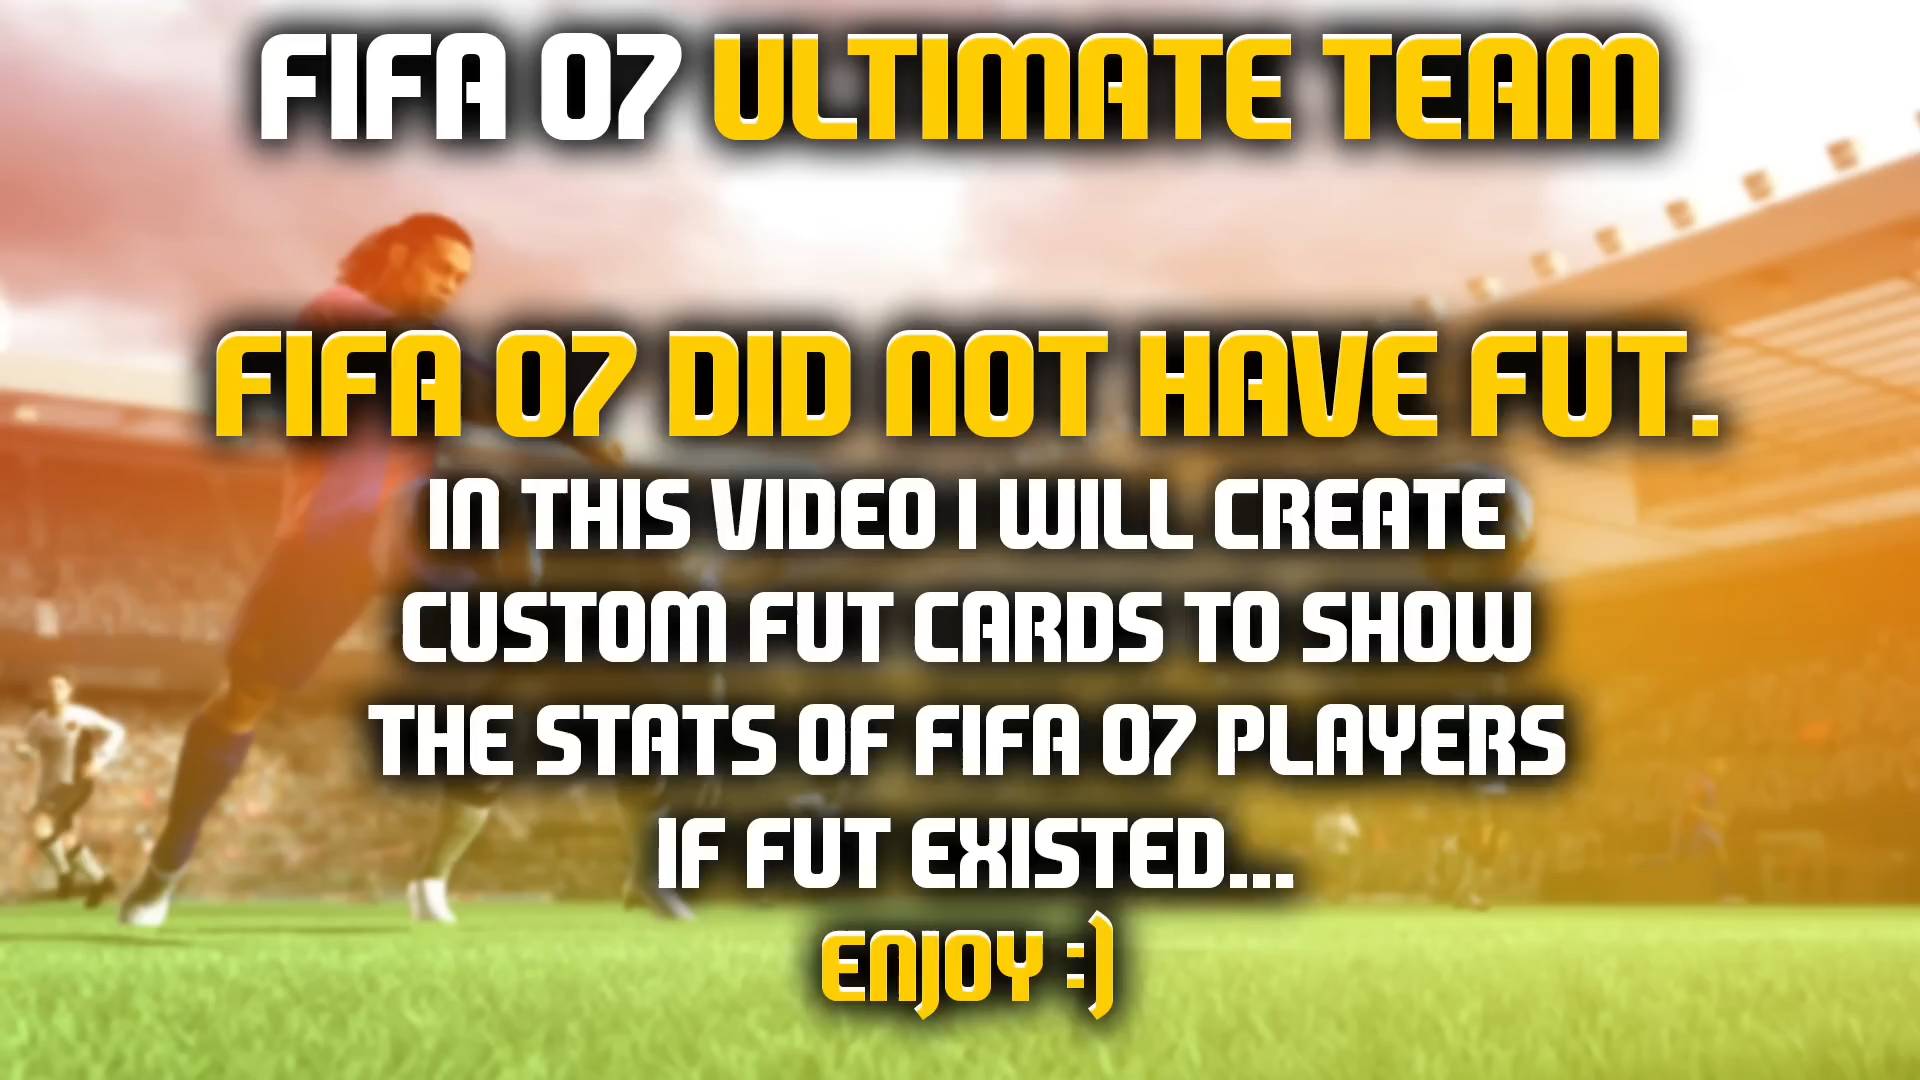 FIFA 07 ULTIMATE TEAM
FIFA 07 DID NOT HAVE FUT.
IN THIS VIDEO I WILL CREATE
CUSTOM FUT CARDS TO SHOW
THE STATS OF FIFA 07 PLAYERS
IF FUT EXISTED...
ENJOY :)